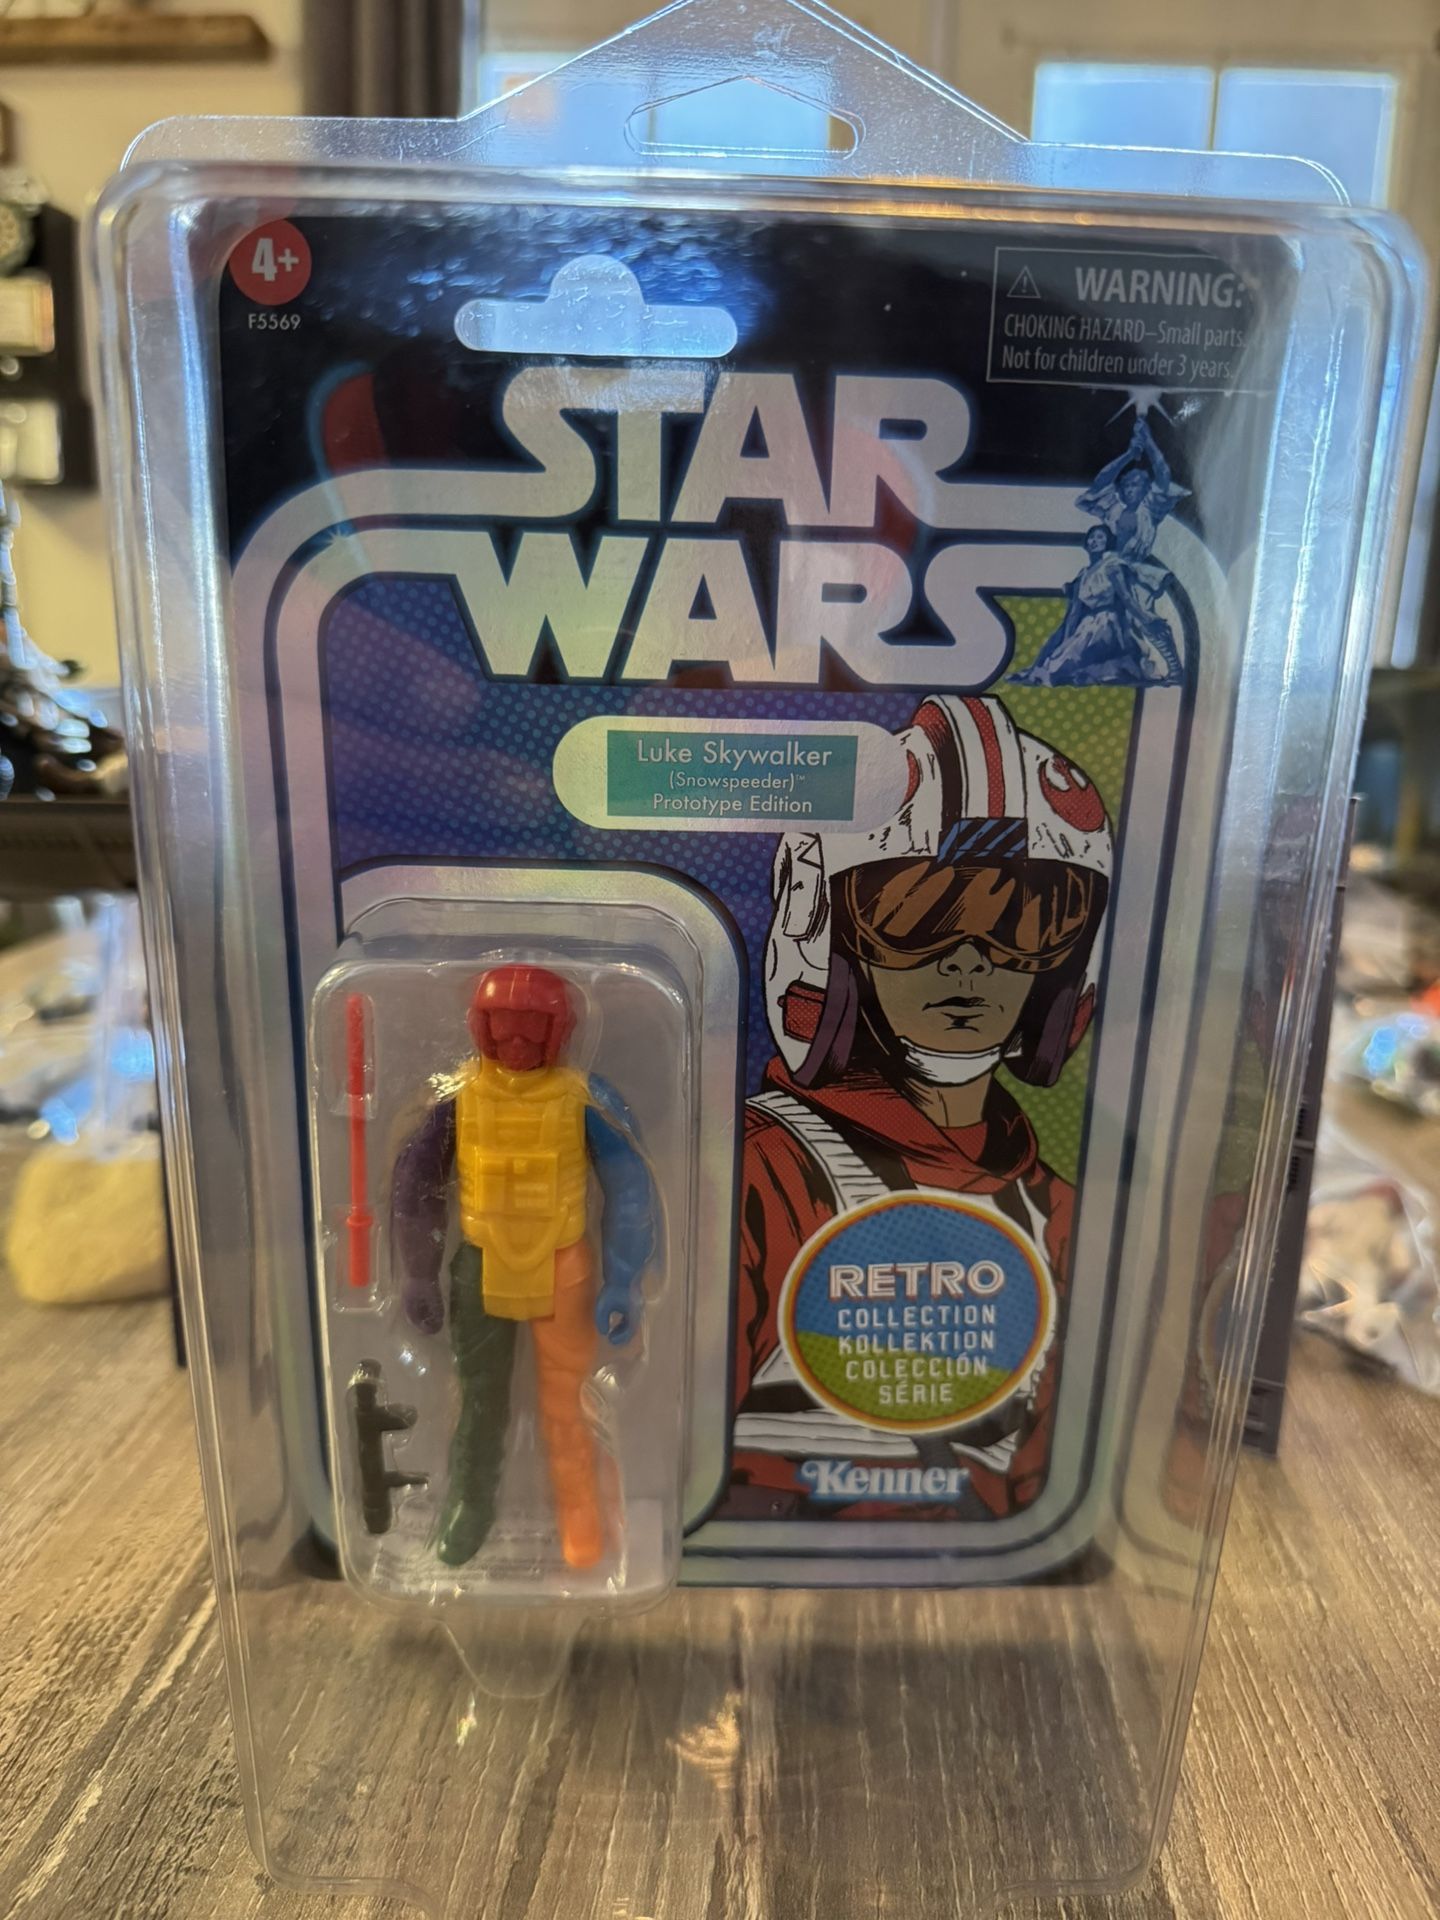 4+
F5569
WARNING:
CHOKING HAZARD–Small parts.
Not for children under 3 years.
STAR
WARS
Luke Skywalker
(Snowspeeder)™
Prototype Edition
RETRO
COLLECTION
KOLLEKTION
COLECCIÓN
SÉRIE
Kenner